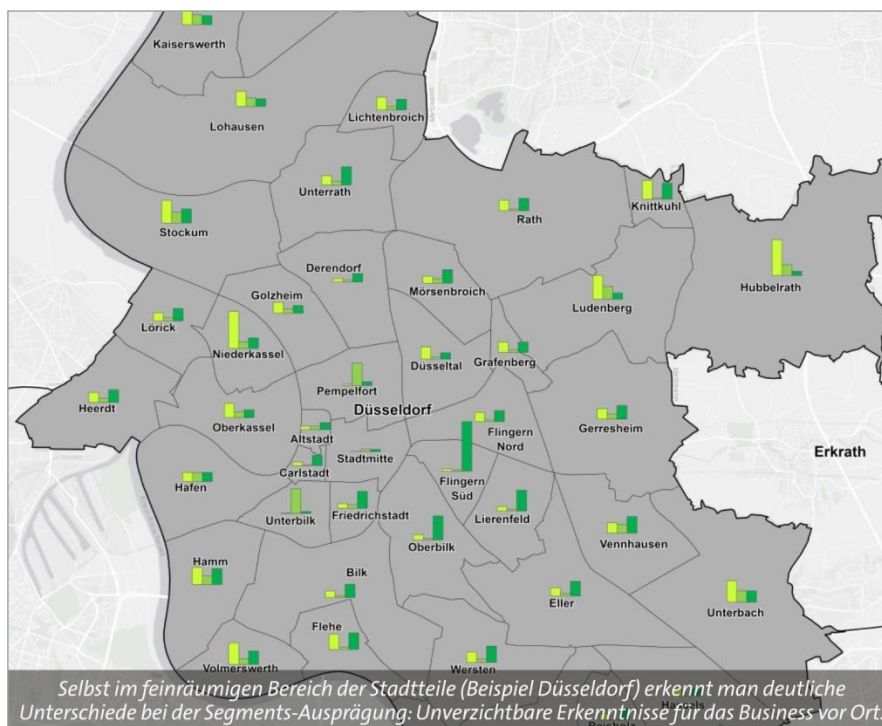 Kaiserswerth
Lohausen
Lichtenbroich
Unterrath
Stockum
Rath
Knittkuhl
Hubbelrath
Derendorf
Mörsenbroich
Golzheim
Ludenberg
Lörick
Niederkassel
Düsseltal
Grafenberg
Pempelfort
Heerdt
Düsseldorf
Oberkassel
Altstadt
Flingern
Nord
Gerresheim
Stadtmitte
Carlstadt
Erkrath
Flingern
Süd
Hafen
Unterbilk
Friedrichstadt
Lierenfeld
Oberbilk
Vennhausen
Hamm
Bilk
Eller
Unterbach
Flehe
Volmerswerth
Wersten
Hassels
Reisholz
Selbst im feinräumigen Bereich der Stadtteile (Beispiel Düsseldorf) erkennt man deutliche
Unterschiede bei der Segments-Ausprägung: Unverzichtbare Erkenntnisse für das Business vor Ort